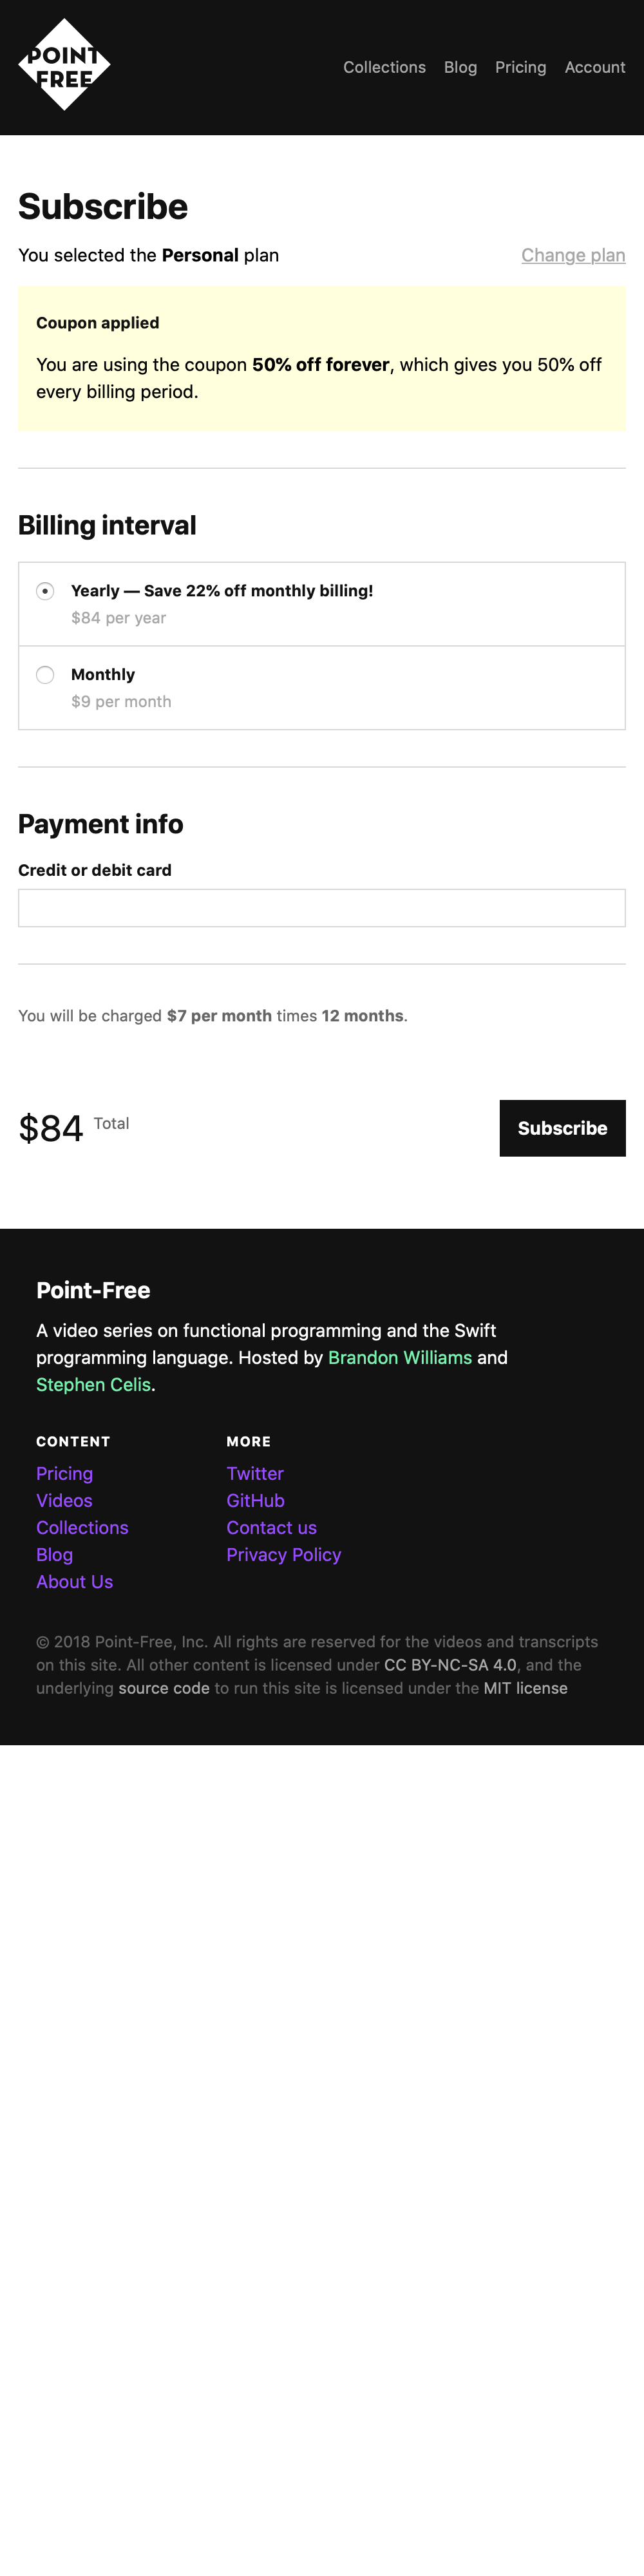 POINT
FREE
Collections Blog Pricing Account
Subscribe
You selected the Personal plan Change plan
Coupon applied
You are using the coupon 50% off forever, which gives you 50% off
every billing period.
Billing interval
Yearly — Save 22% off monthly billing!
$84 per year
Monthly
$9 per month
Payment info
Credit or debit card
You will be charged $7 per month times 12 months.
$84 Total Subscribe
Point-Free
A video series on functional programming and the Swift
programming language. Hosted by Brandon Williams and
Stephen Celis.
CONTENT MORE
Pricing Twitter
Videos GitHub
Collections Contact us
Blog Privacy Policy
About Us
© 2018 Point-Free, Inc. All rights are reserved for the videos and transcripts
on this site. All other content is licensed under CC BY-NC-SA 4.0, and the
underlying source code to run this site is licensed under the MIT license